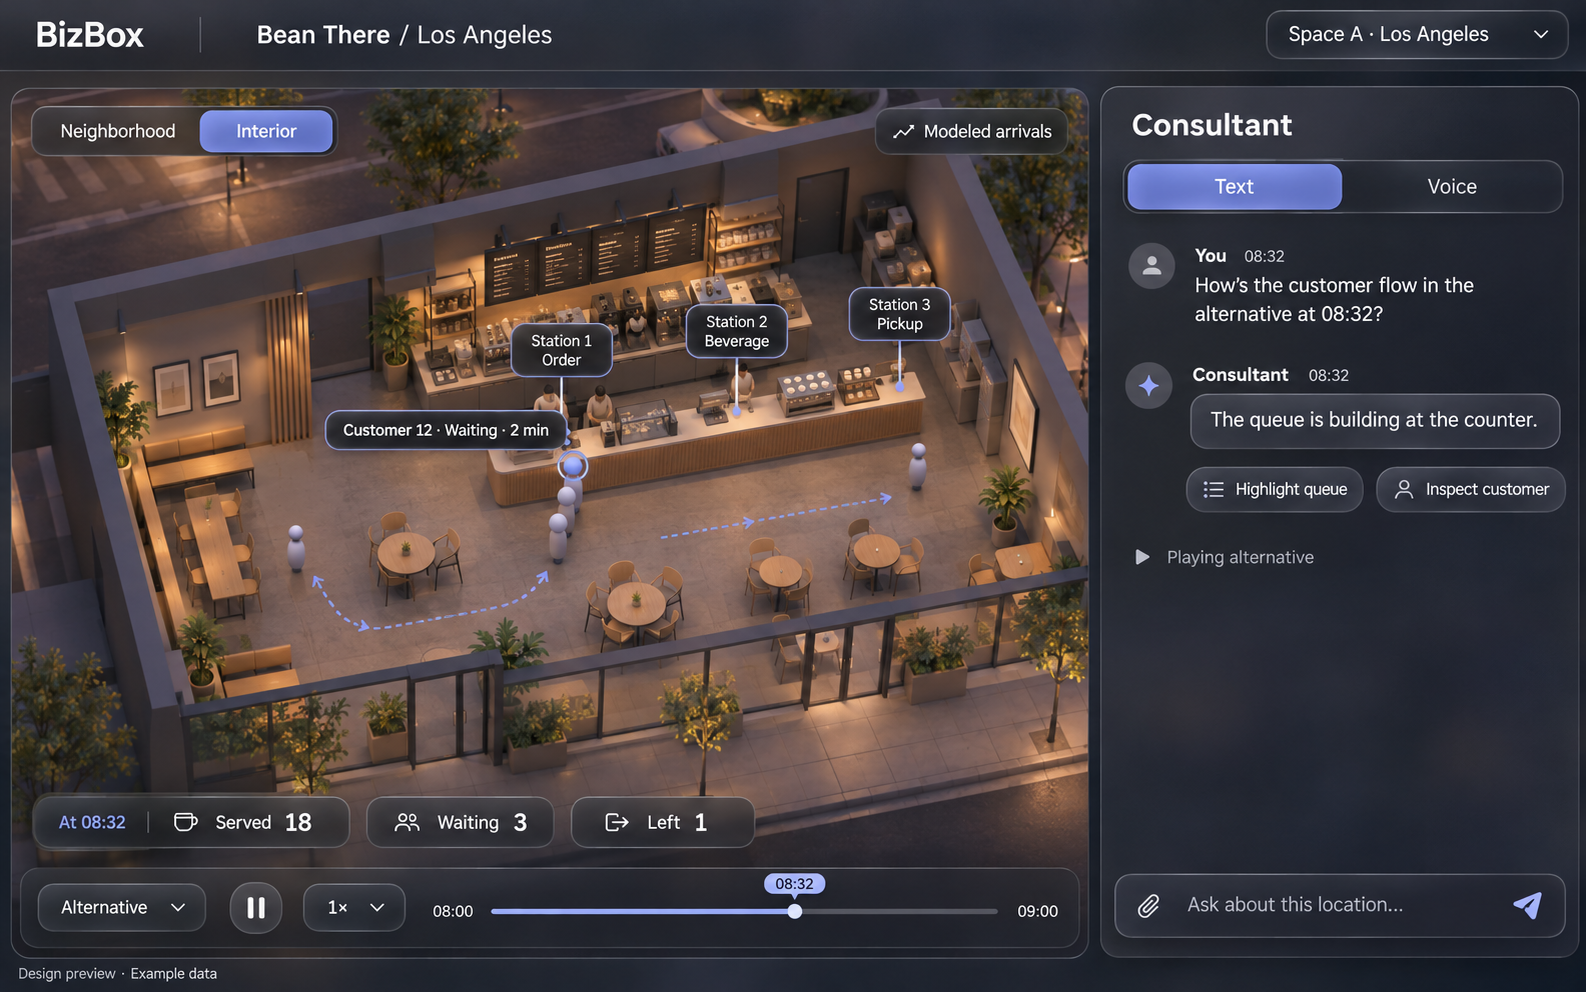 BizBox
Bean There / Los Angeles
Space A · Los Angeles
Neighborhood
Interior
Modeled arrivals
Station 1
Order
Station 2
Beverage
Station 3
Pickup
Customer 12 · Waiting · 2 min
At 08:32
Served 18
Waiting 3
Left 1
Alternative
1×
08:00
08:32
09:00
Design preview · Example data
Consultant
Text
Voice
You 08:32
How's the customer flow in the
alternative at 08:32?
Consultant 08:32
The queue is building at the counter.
Highlight queue
Inspect customer
Playing alternative
Ask about this location...